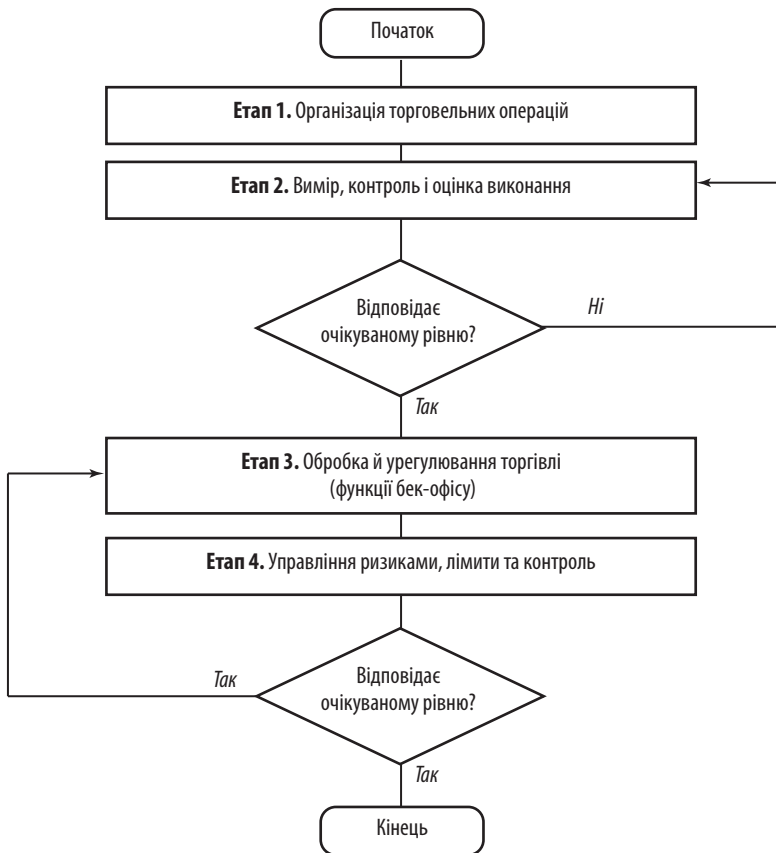 Початок
Етап 1. Організація торговельних операцій
Етап 2. Вимір, контроль і оцінка виконання
Відповідає
очікуваному рівню?
Ні
Так
Етап 3. Обробка й урегулювання торгівлі
(функції бек-офісу)
Етап 4. Управління ризиками, лімити та контроль
Так
Відповідає
очікуваному рівню?
Так
Кінець